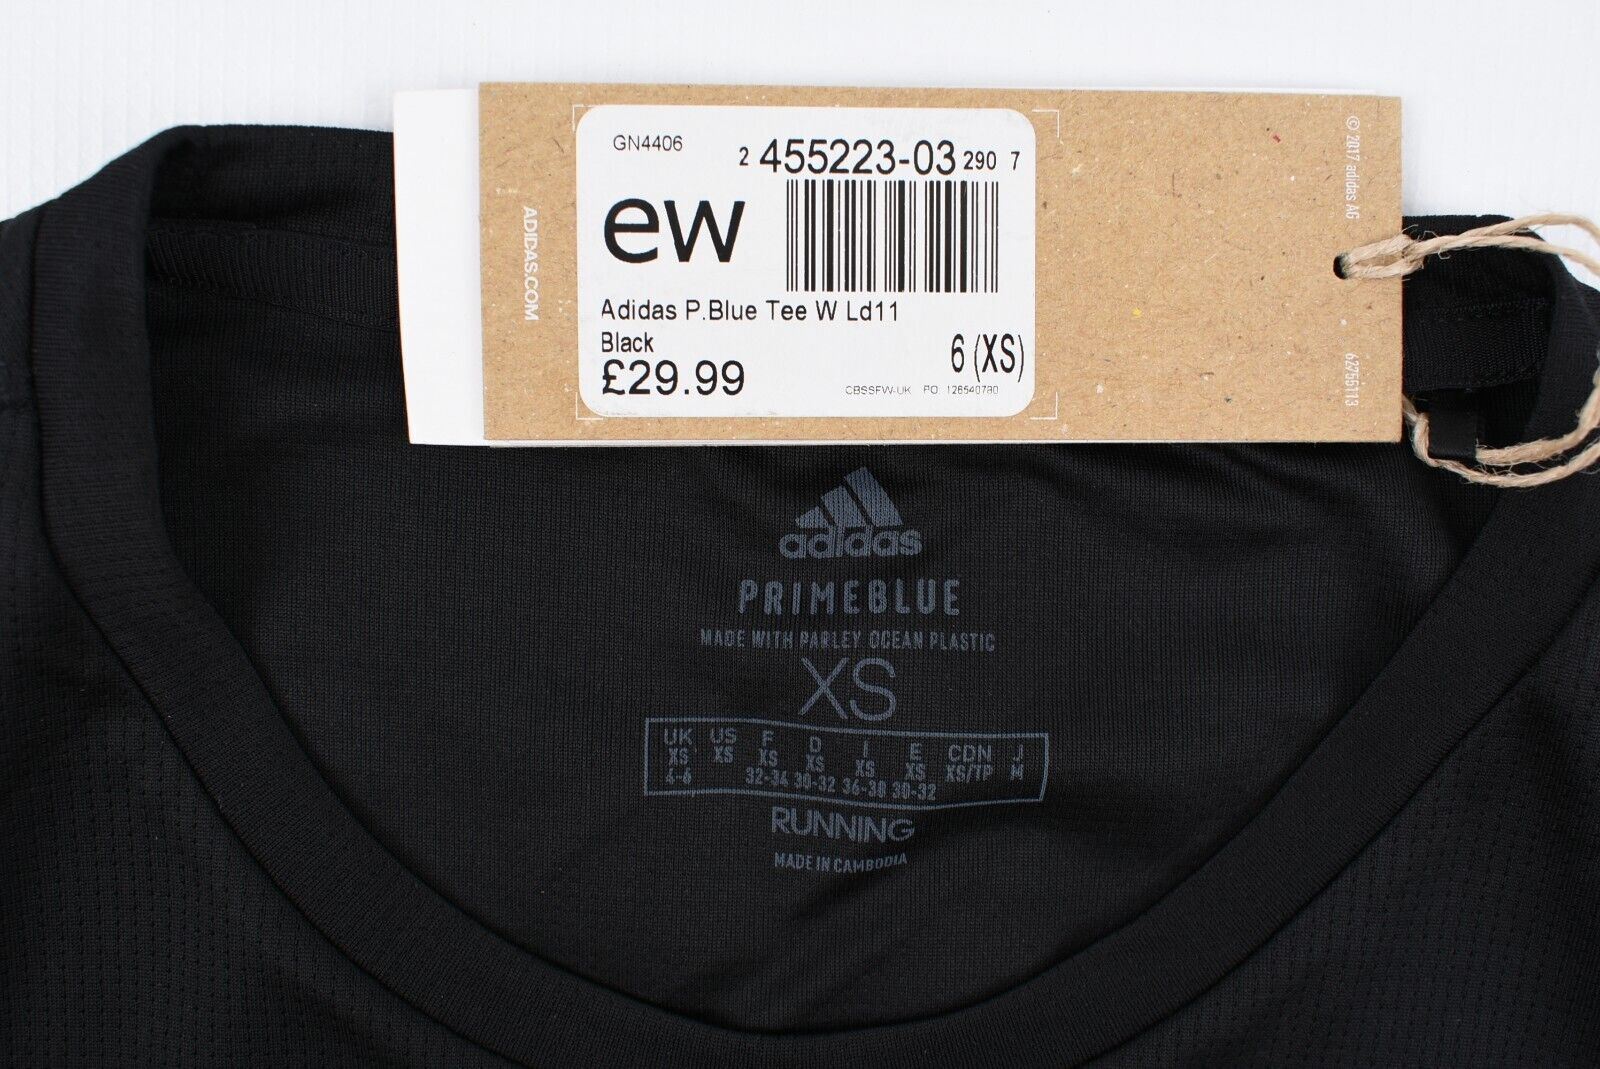 GN4406
2 455223-03 290 7
ew
Adidas P.Blue Tee W Ld11
Black
6 (XS)
£29.99
CBSSFW-UK PO: 126540780
ADIDAS.COM
© 2017 adidas AG
62755113
adidas
PRIMEBLUE
MADE WITH PARLEY OCEAN PLASTIC
XS
UK US F D I E CDN J
XS XS XS XS XS XS XS/TP M
4-6 32-34 30-32 36-38 30-32
RUNNING
MADE IN CAMBODIA